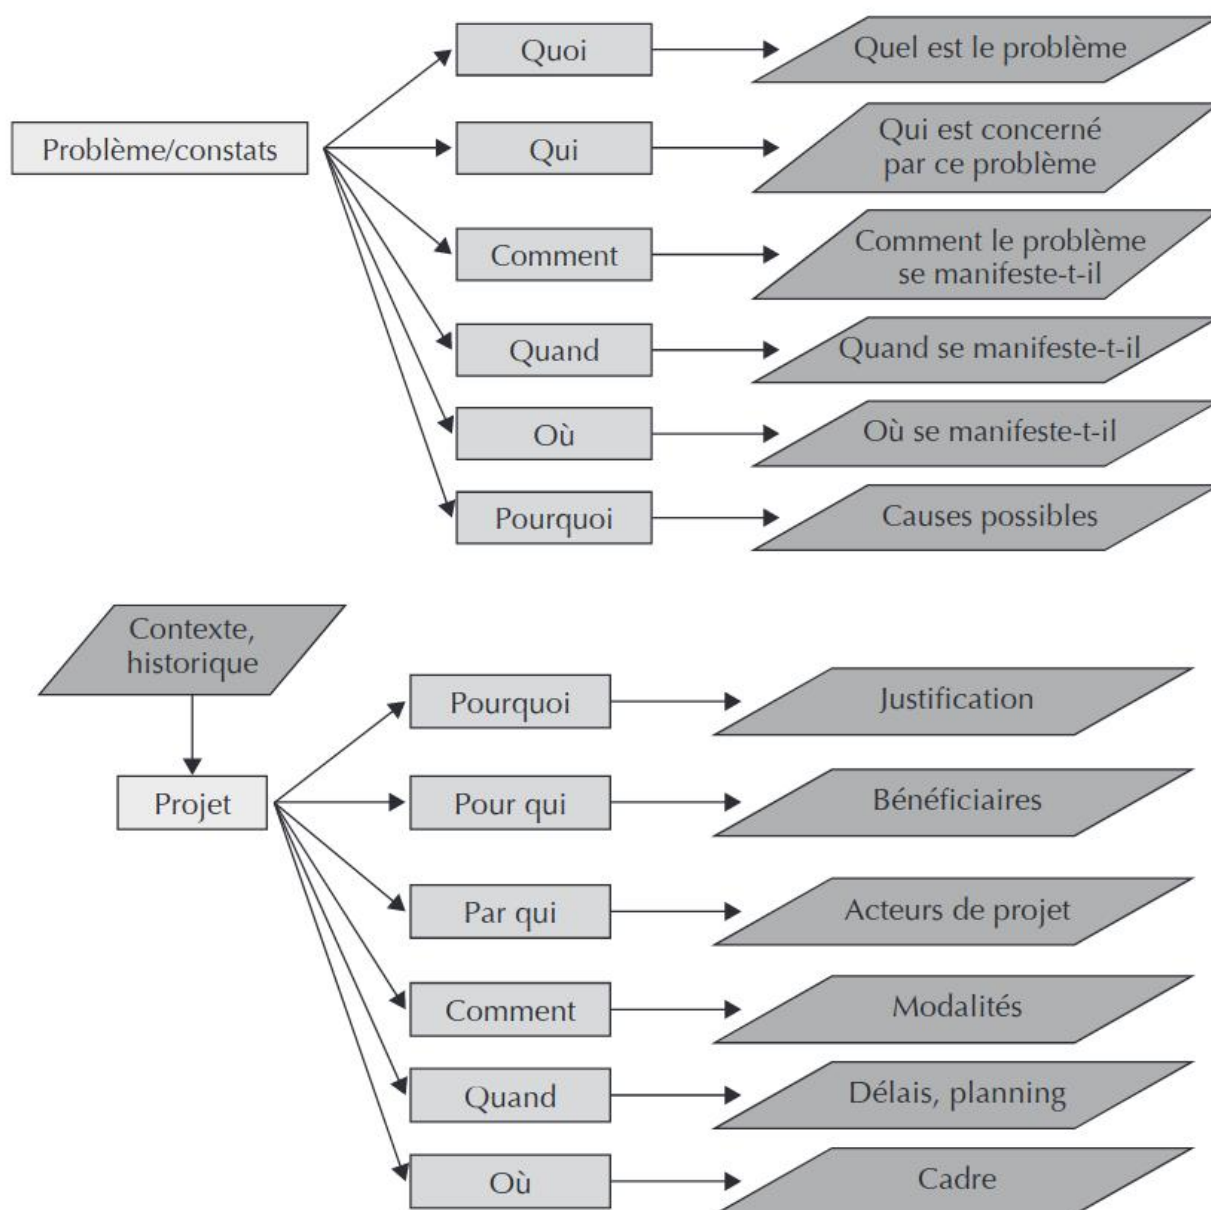 Quoi
Quel est le problème
Problème/constats
Qui
Qui est concerné
par ce problème
Comment
Comment le problème
se manifeste-t-il
Quand
Quand se manifeste-t-il
Où
Où se manifeste-t-il
Pourquoi
Causes possibles
Contexte,
historique
Pourquoi
Justification
Projet
Pour qui
Bénéficiaires
Par qui
Acteurs de projet
Comment
Modalités
Quand
Délais, planning
Où
Cadre